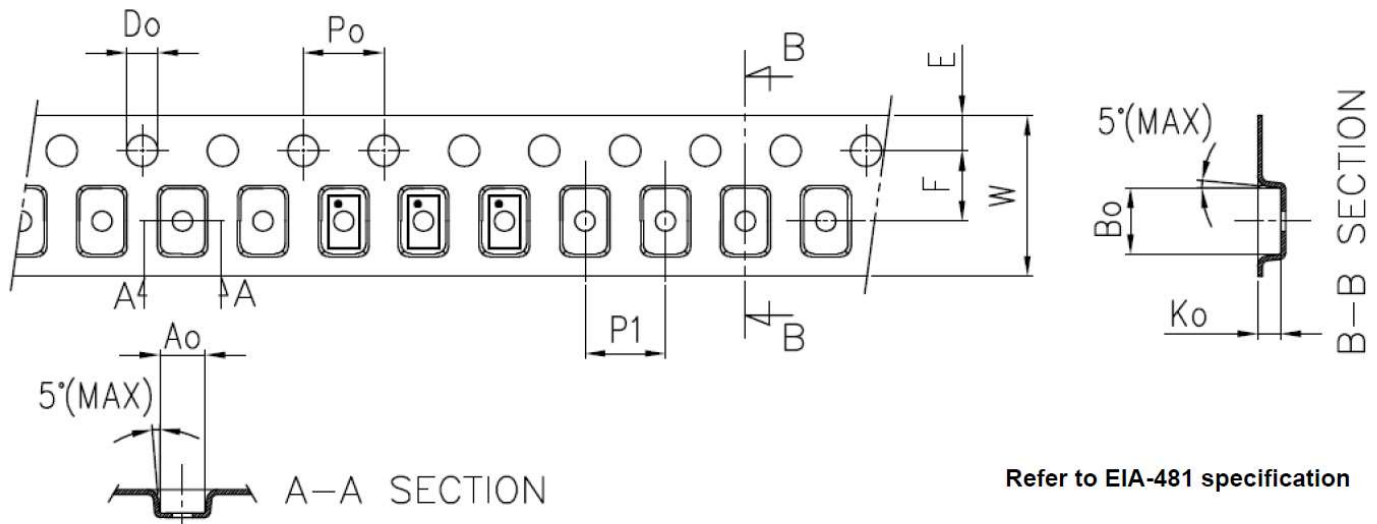 Do
Po
B
E
F
W
A
A
P1
B
Ao
5°(MAX)
A-A SECTION
5°(MAX)
Bo
Ko
B-B SECTION
Refer to EIA-481 specification